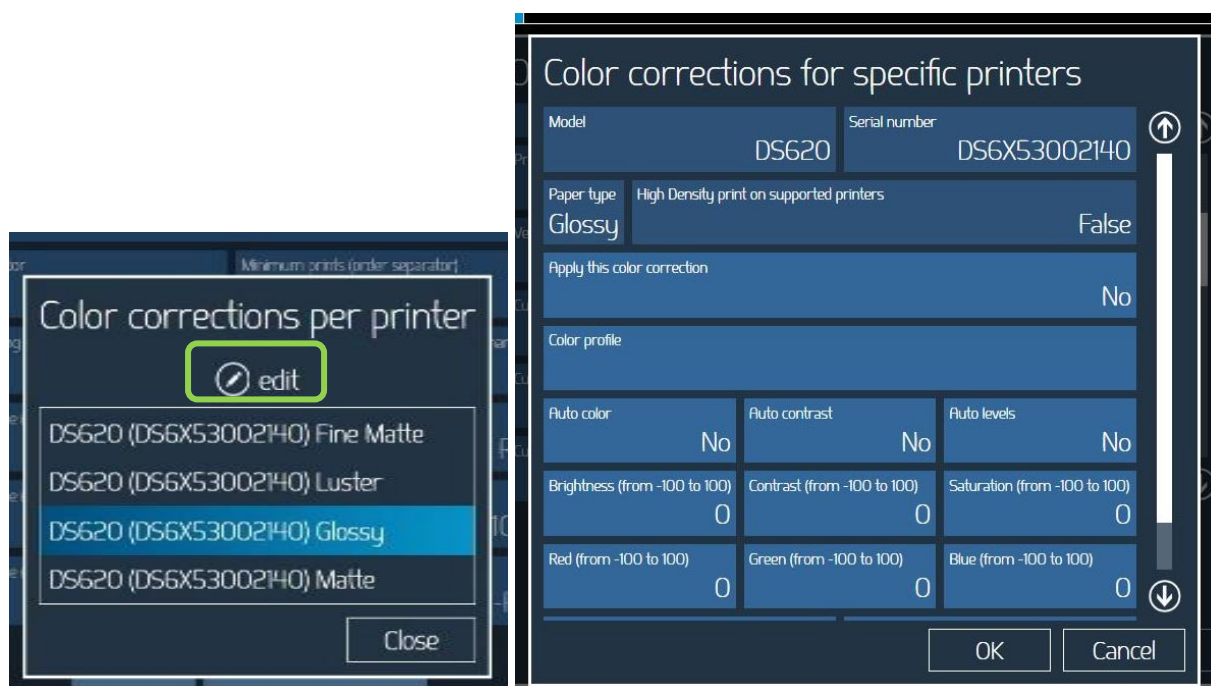 Minimum prints (order separator)
Color corrections per printer
edit
DS620 (DS6X53002140) Fine Matte
DS620 (DS6X53002140) Luster
DS620 (DS6X53002140) Glossy
DS620 (DS6X53002140) Matte
Close
Color corrections for specific printers
Model
Serial number
DS620
DS6X53002140
Paper type
High Density print on supported printers
Glossy
False
Apply this color correction
No
Color profile
Auto color
Auto contrast
Auto levels
No
No
No
Brightness (from -100 to 100)
Contrast (from -100 to 100)
Saturation (from -100 to 100)
0
0
0
Red (from -100 to 100)
Green (from -100 to 100)
Blue (from -100 to 100)
0
0
0
OK
Cancel